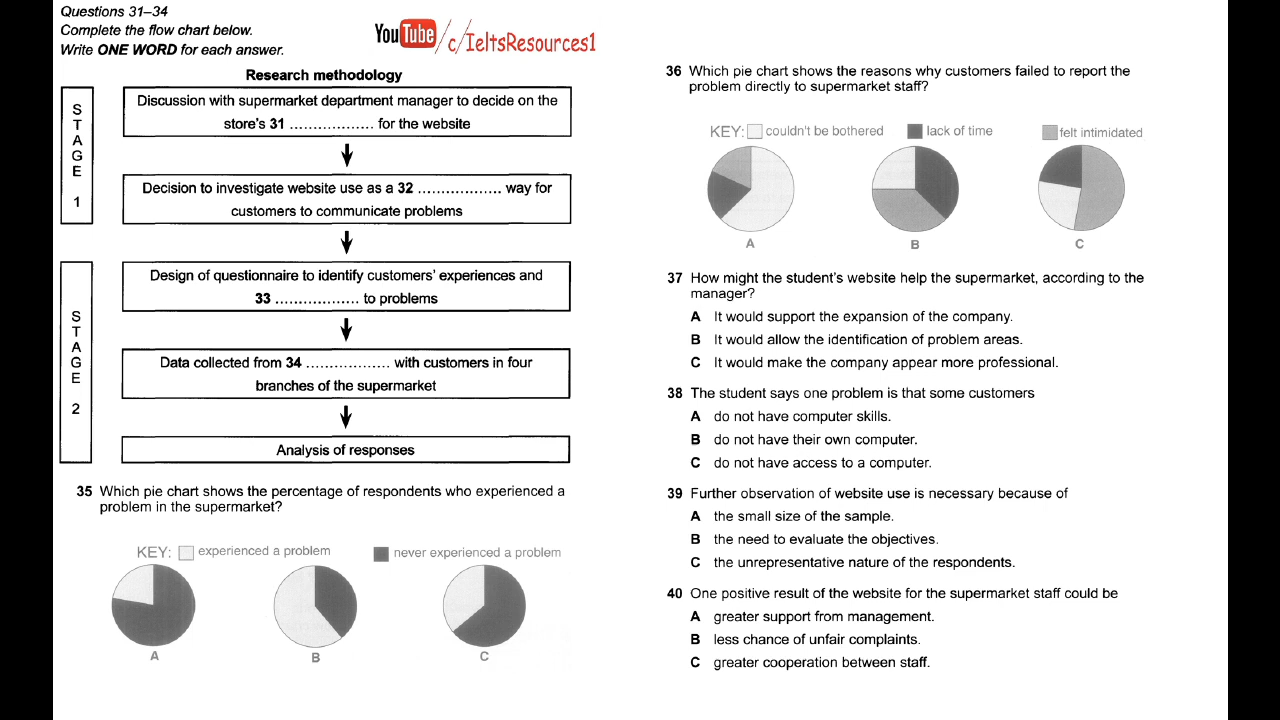 Questions 31–34
Complete the flow chart below.
Write ONE WORD for each answer.
YouTube /c/IeltsResources1
Research methodology
STAGE 1
Discussion with supermarket department manager to decide on the
store's 31 .................. for the website
Decision to investigate website use as a 32 .................. way for
customers to communicate problems
STAGE 2
Design of questionnaire to identify customers' experiences and
33 .................. to problems
Data collected from 34 .................. with customers in four
branches of the supermarket
Analysis of responses
35 Which pie chart shows the percentage of respondents who experienced a
problem in the supermarket?
KEY: experienced a problem never experienced a problem
A B C
36 Which pie chart shows the reasons why customers failed to report the
problem directly to supermarket staff?
KEY: couldn't be bothered lack of time felt intimidated
A B C
37 How might the student's website help the supermarket, according to the
manager?
A It would support the expansion of the company.
B It would allow the identification of problem areas.
C It would make the company appear more professional.
38 The student says one problem is that some customers
A do not have computer skills.
B do not have their own computer.
C do not have access to a computer.
39 Further observation of website use is necessary because of
A the small size of the sample.
B the need to evaluate the objectives.
C the unrepresentative nature of the respondents.
40 One positive result of the website for the supermarket staff could be
A greater support from management.
B less chance of unfair complaints.
C greater cooperation between staff.